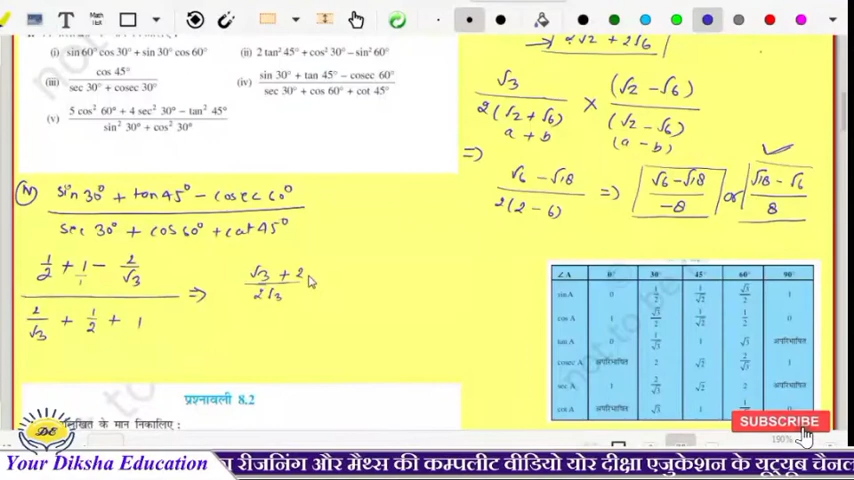 Text
Math
Text
(i) sin 60° cos 30° + sin 30° cos 60°
(ii) 2 tan² 45° + cos² 30° – sin² 60°
(iii) cos 45° / sec 30° + cosec 30°
(iv) sin 30° + tan 45° – cosec 60° / sec 30° + cos 60° + cot 45°
(v) 5 cos² 60° + 4 sec² 30° – tan² 45° / sin² 30° + cos² 30°
(iv) sin 30° + tan 45° – cosec 60° / sec 30° + cos 60° + cot 45°
1/2 + 1/1 – 2/√3 / 2/√3 + 1/2 + 1 ⇒ √3 + 2 / 2√3
→ 2√2 + 2√6
√3 / 2(√2 + √6) × (√2 – √6) / (√2 – √6)
a + b (a – b)
⇒ √6 – √18 / 2(2 – 6) ⇒ √6 – √18 / –8 or √18 – √6 / 8
∠A 0° 30° 45° 60° 90°
sin A 0 1/2 1/√2 √3/2 1
cos A 1 √3/2 1/√2 1/2 0
tan A 0 1/√3 1 √3 अपरिभाषित
cosec A अपरिभाषित 2 √2 2/√3 1
sec A 1 2/√3 √2 2 अपरिभाषित
cot A अपरिभाषित √3 1 0
प्रश्नावली 8.2
के मान निकालिए :
SUBSCRIBE
190%
DE
Your Diksha Education
रीजनिंग और मैथ्स की कम्पलीट वीडियो योर दीक्षा एजुकेशन के यूट्यूब चैनल